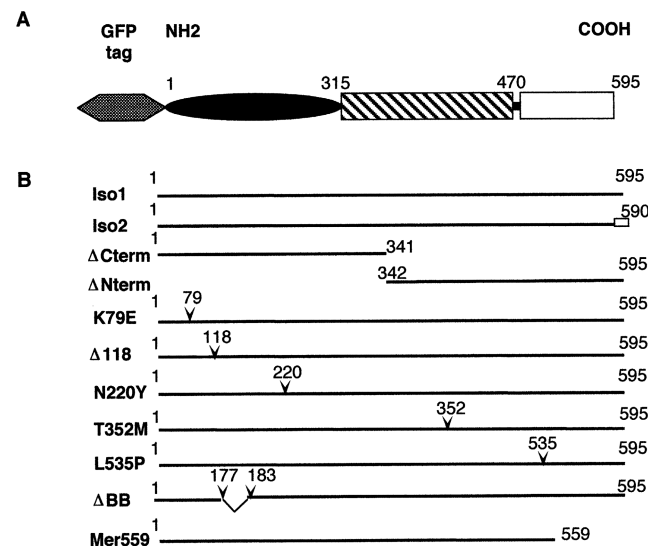 A
GFP tag NH2 COOH
1 315 470 595
B
Iso1 1 595
Iso2 1 590
ΔCterm 1 341
ΔNterm 342 595
K79E 1 79 595
Δ118 1 118 595
N220Y 1 220 595
T352M 1 352 595
L535P 1 535 595
ΔBB 1 177 183 595
Mer559 1 559